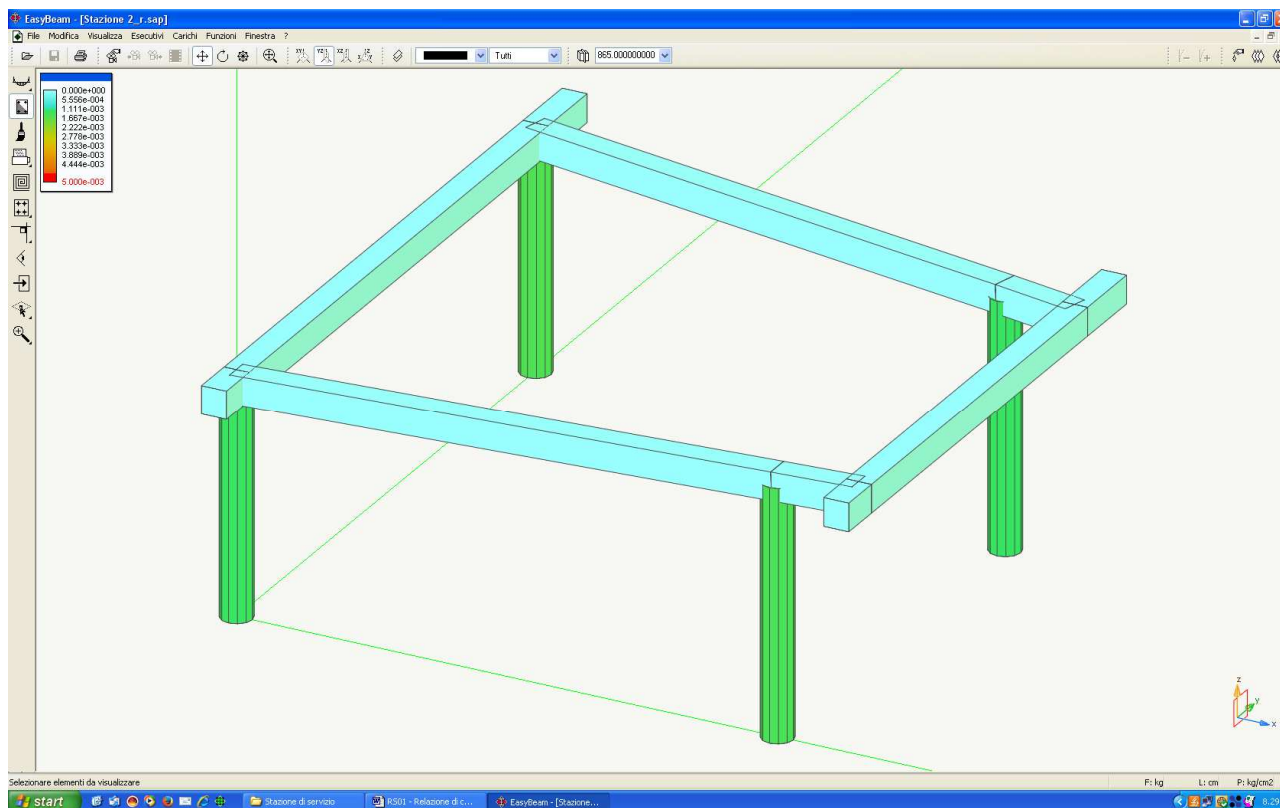 EasyBeam - [Stazione 2_r.sap]
File Modifica Visualizza Esecutivi Carichi Funzioni Finestra ?
Tutti 865.000000000
0.000e+000
5.556e-004
1.111e-003
1.667e-003
2.222e-003
2.778e-003
3.333e-003
3.889e-003
4.444e-003
5.000e-003
z
y
x
Selezionare elementi da visualizzare F: kg L: cm P: kg/cm2
start Stazione di servizio RS01 - Relazione di c... EasyBeam - [Stazione... 8.29